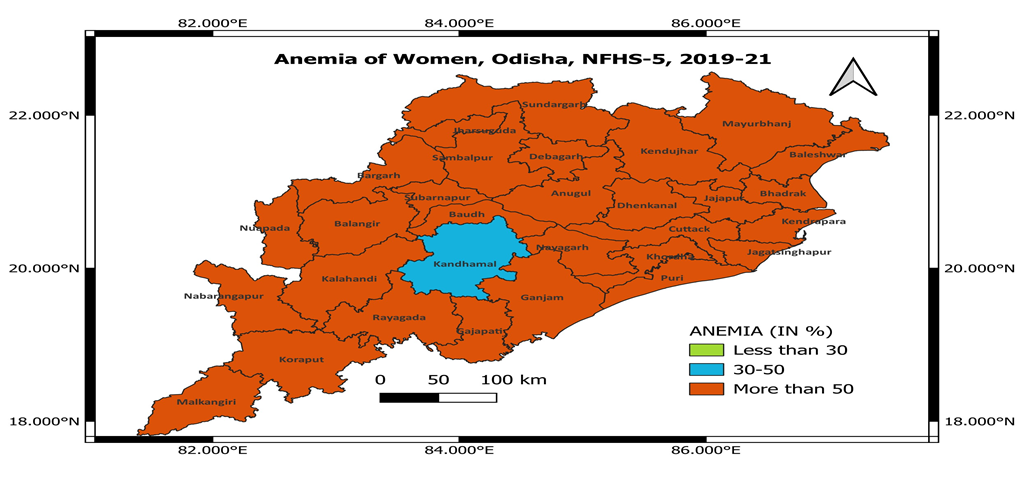 82.000°E 84.000°E 86.000°E
Anemia of Women, Odisha, NFHS-5, 2019-21
22.000°N 22.000°N
Sundargarh
Mayurbhanj
Jharsuguda
Kendujhar
Baleshwar
Sambalpur
Debagarh
Bargarh
Anugul
Bhadrak
Subarnapur
Jajapur
Dhenkanal
Baudh
Kendrapara
Balangir
Nuapada
Cuttack
Nayagarh
Jagatsinghapur
Khordha
20.000°N 20.000°N
Kandhamal
Kalahandi
Puri
Nabarangapur
Ganjam
Rayagada
Gajapati
Koraput
Malkangiri
ANEMIA (IN %)
Less than 30
30-50
More than 50
0 50 100 km
18.000°N 18.000°N
82.000°E 84.000°E 86.000°E